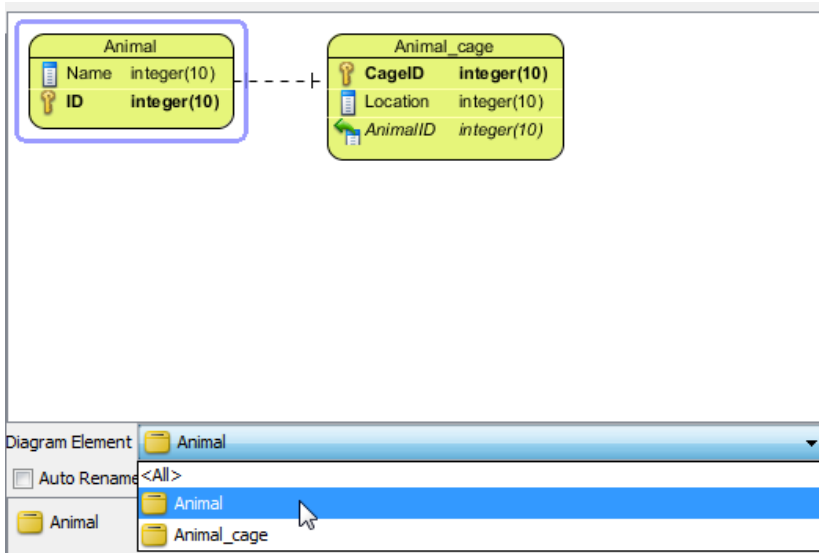 Animal
Name integer(10)
ID integer(10)
Animal_cage
CageID integer(10)
Location integer(10)
AnimalID integer(10)
Diagram Element Animal
Auto Rename <All>
Animal
Animal
Animal_cage